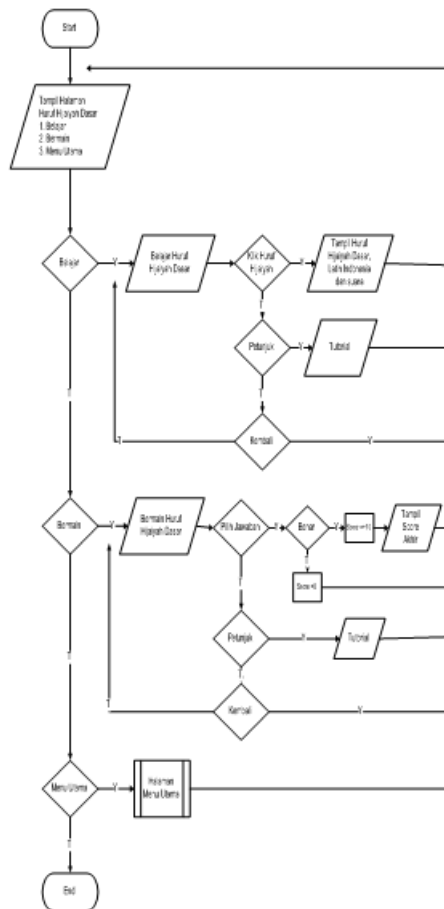 Start
Tampil Halaman
Huruf Hijaiyah Dasar
1. Belajar
2. Bermain
3. Menu Utama
Belajar
Y
Belajar Huruf
Hijaiyah Dasar
Klik Huruf
Hijaiyah
Y
Tampil Huruf
Hijaiyah Dasar,
Latin Indonesia
dan suara
T
Petunjuk
Y
Tutorial
T
T
Kembali
T
Y
Bermain
Y
Bermain Huruf
Hijaiyah Dasar
Pilih Jawaban
Y
Benar
Y
Tampil
Score
Akhir
T
T
Petunjuk
Y
Tutorial
T
T
T
Kembali
Y
Menu Utama
Y
Halaman
Menu Utama
T
End